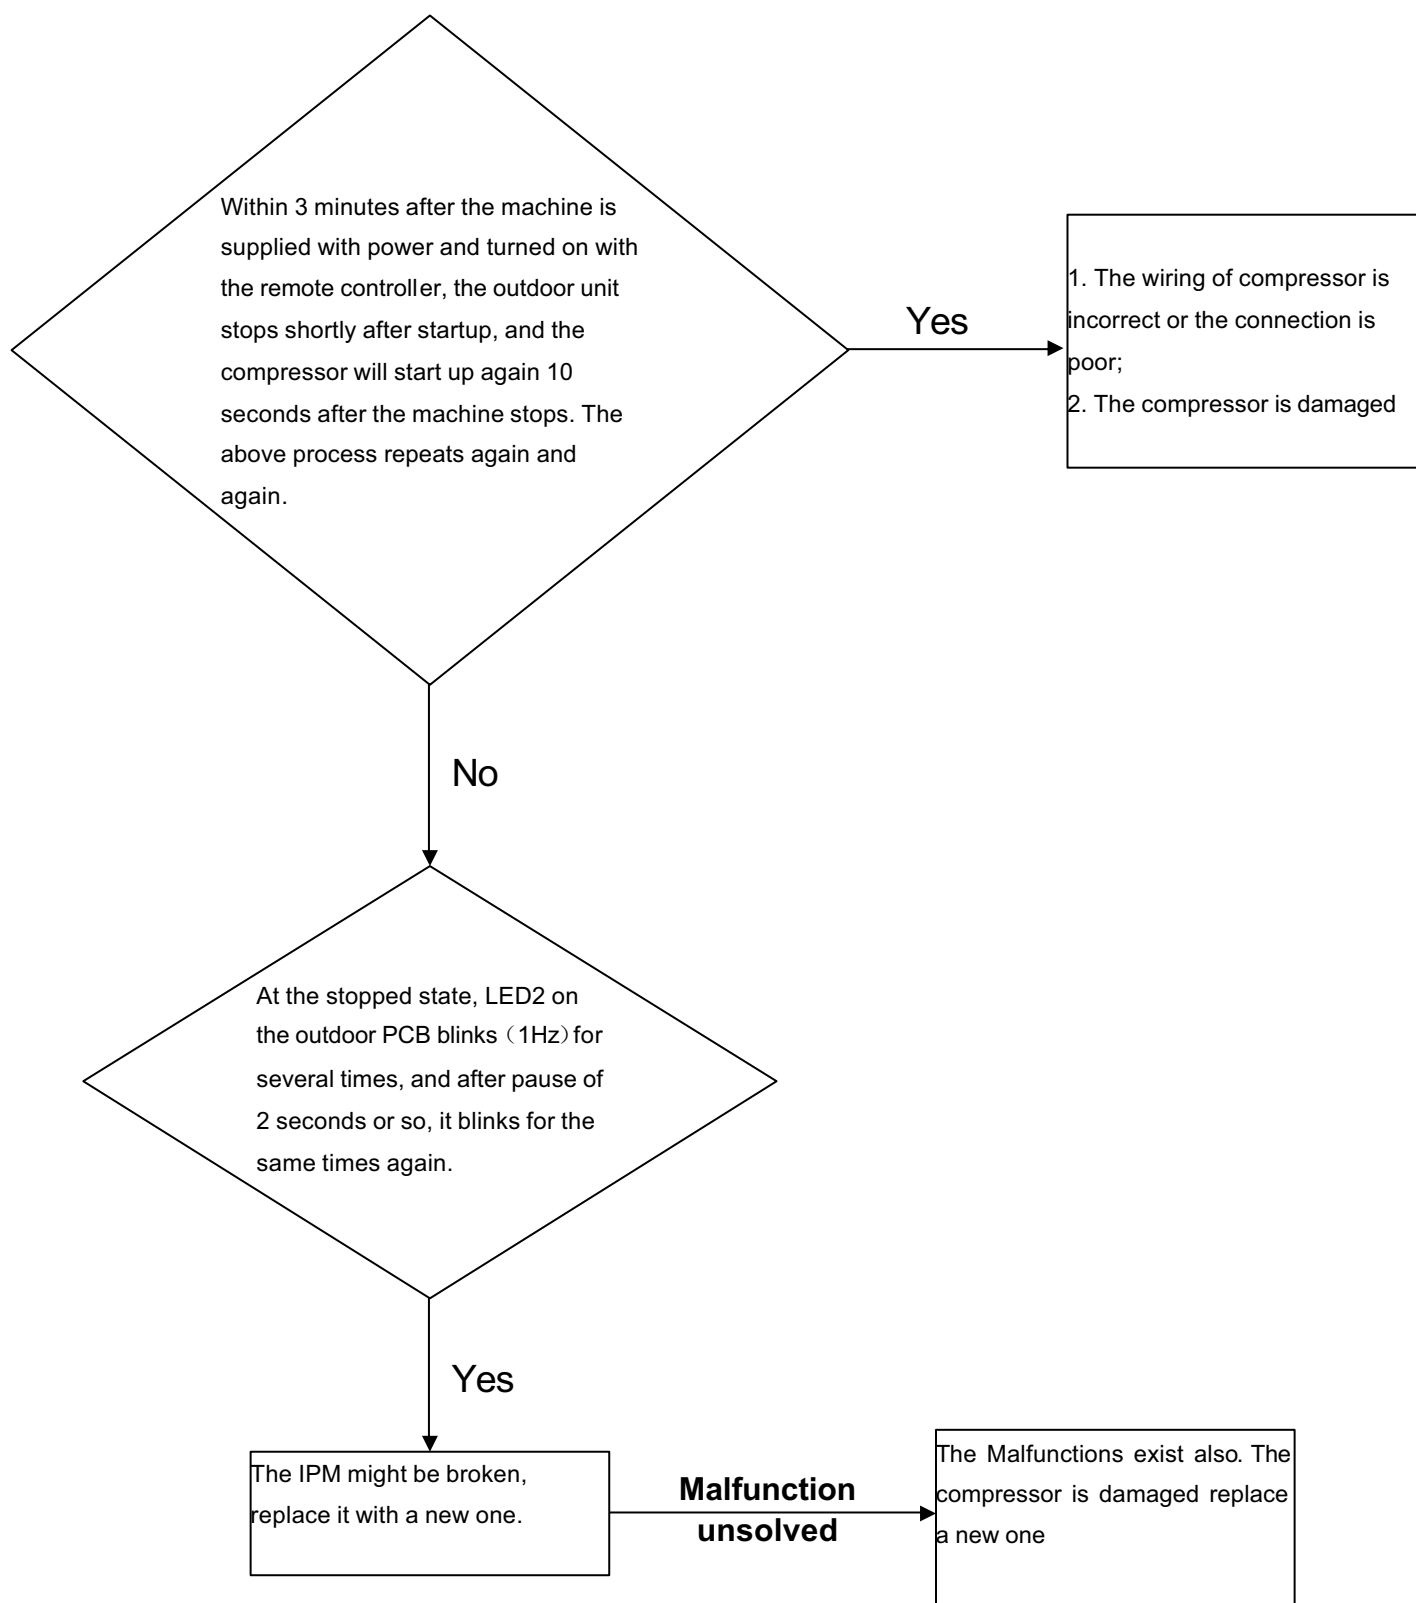 Within 3 minutes after the machine is
supplied with power and turned on with
the remote controller, the outdoor unit
stops shortly after startup, and the
compressor will start up again 10
seconds after the machine stops. The
above process repeats again and
again.
Yes
1. The wiring of compressor is
incorrect or the connection is
poor;
2. The compressor is damaged
No
At the stopped state, LED2 on
the outdoor PCB blinks（1Hz）for
several times, and after pause of
2 seconds or so, it blinks for the
same times again.
Yes
The IPM might be broken,
replace it with a new one.
Malfunction
unsolved
The Malfunctions exist also. The
compressor is damaged replace
a new one